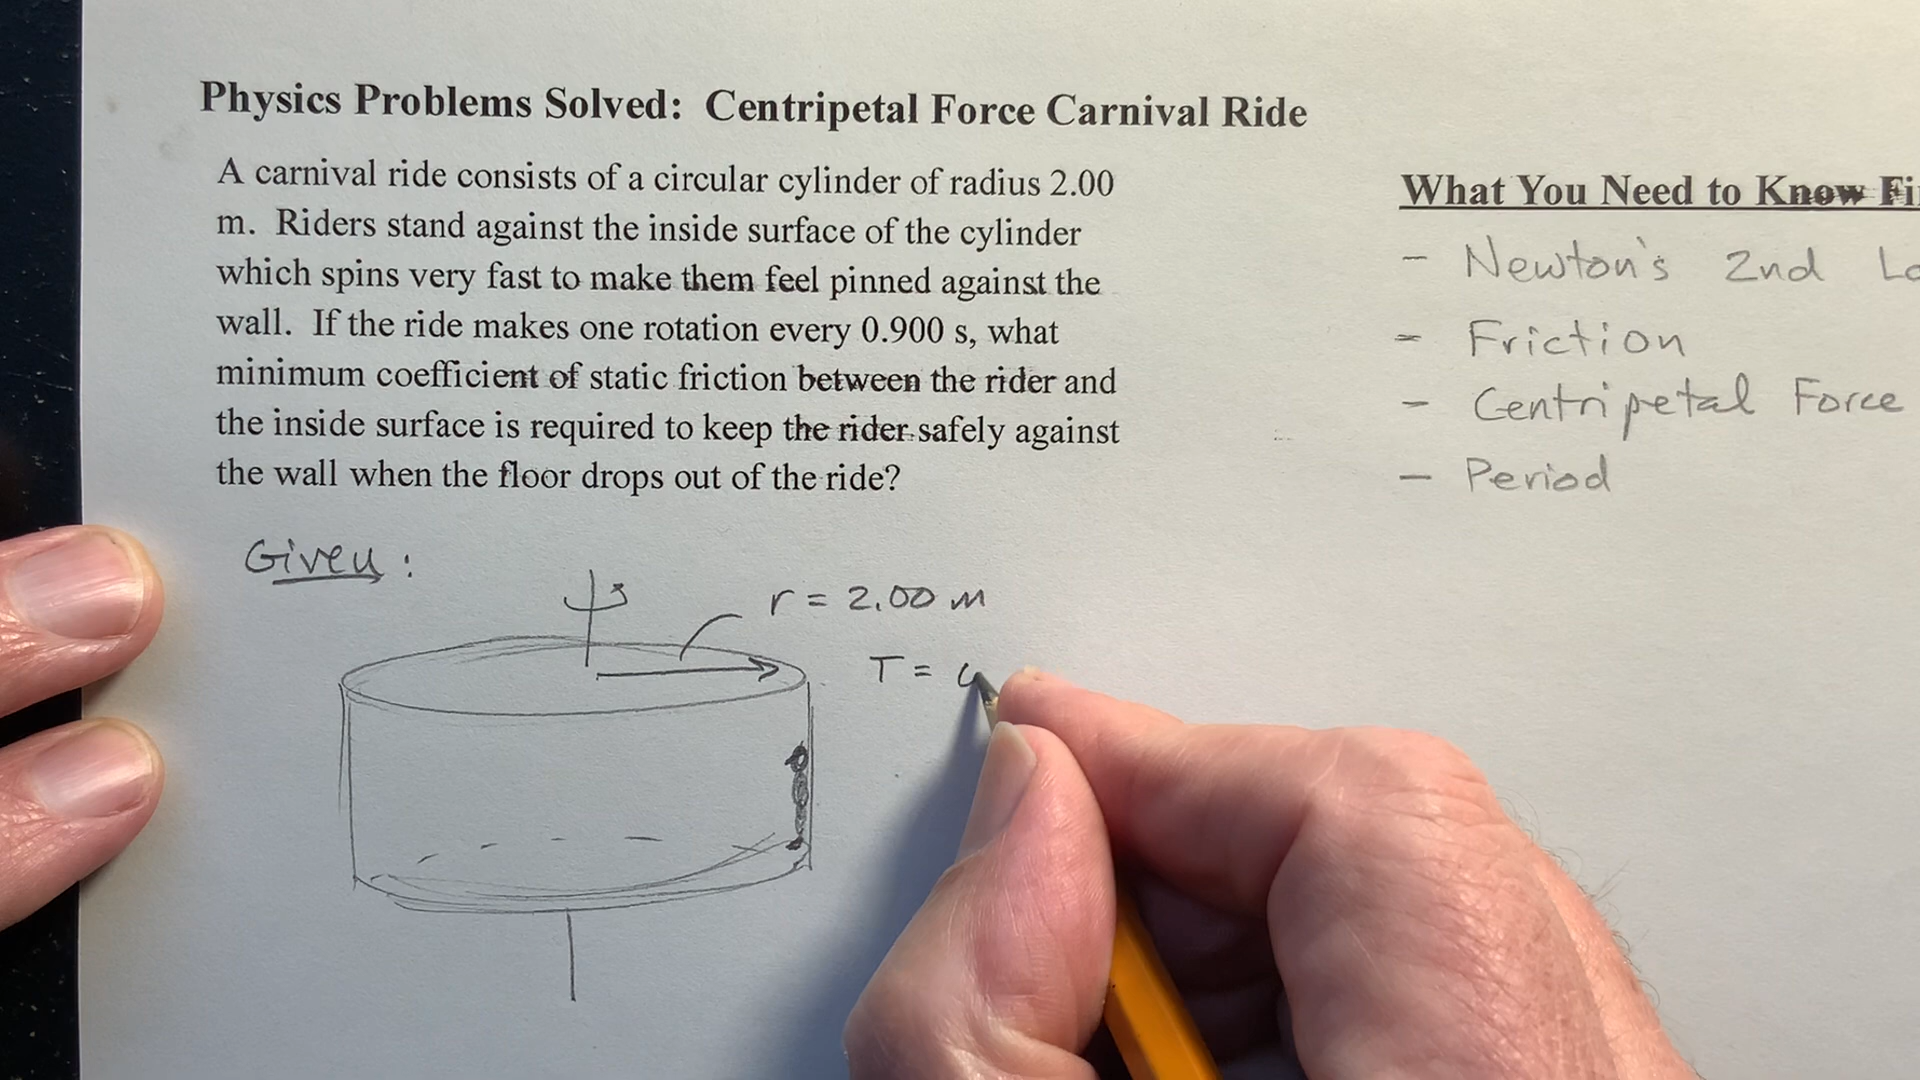 Physics Problems Solved: Centripetal Force Carnival Ride
A carnival ride consists of a circular cylinder of radius 2.00
m. Riders stand against the inside surface of the cylinder
which spins very fast to make them feel pinned against the
wall. If the ride makes one rotation every 0.900 s, what
minimum coefficient of static friction between the rider and
the inside surface is required to keep the rider safely against
the wall when the floor drops out of the ride?
What You Need to Know
- Newton's 2nd
- Friction
- Centripetal Force
- Period
Given:
r = 2.00 m
T =